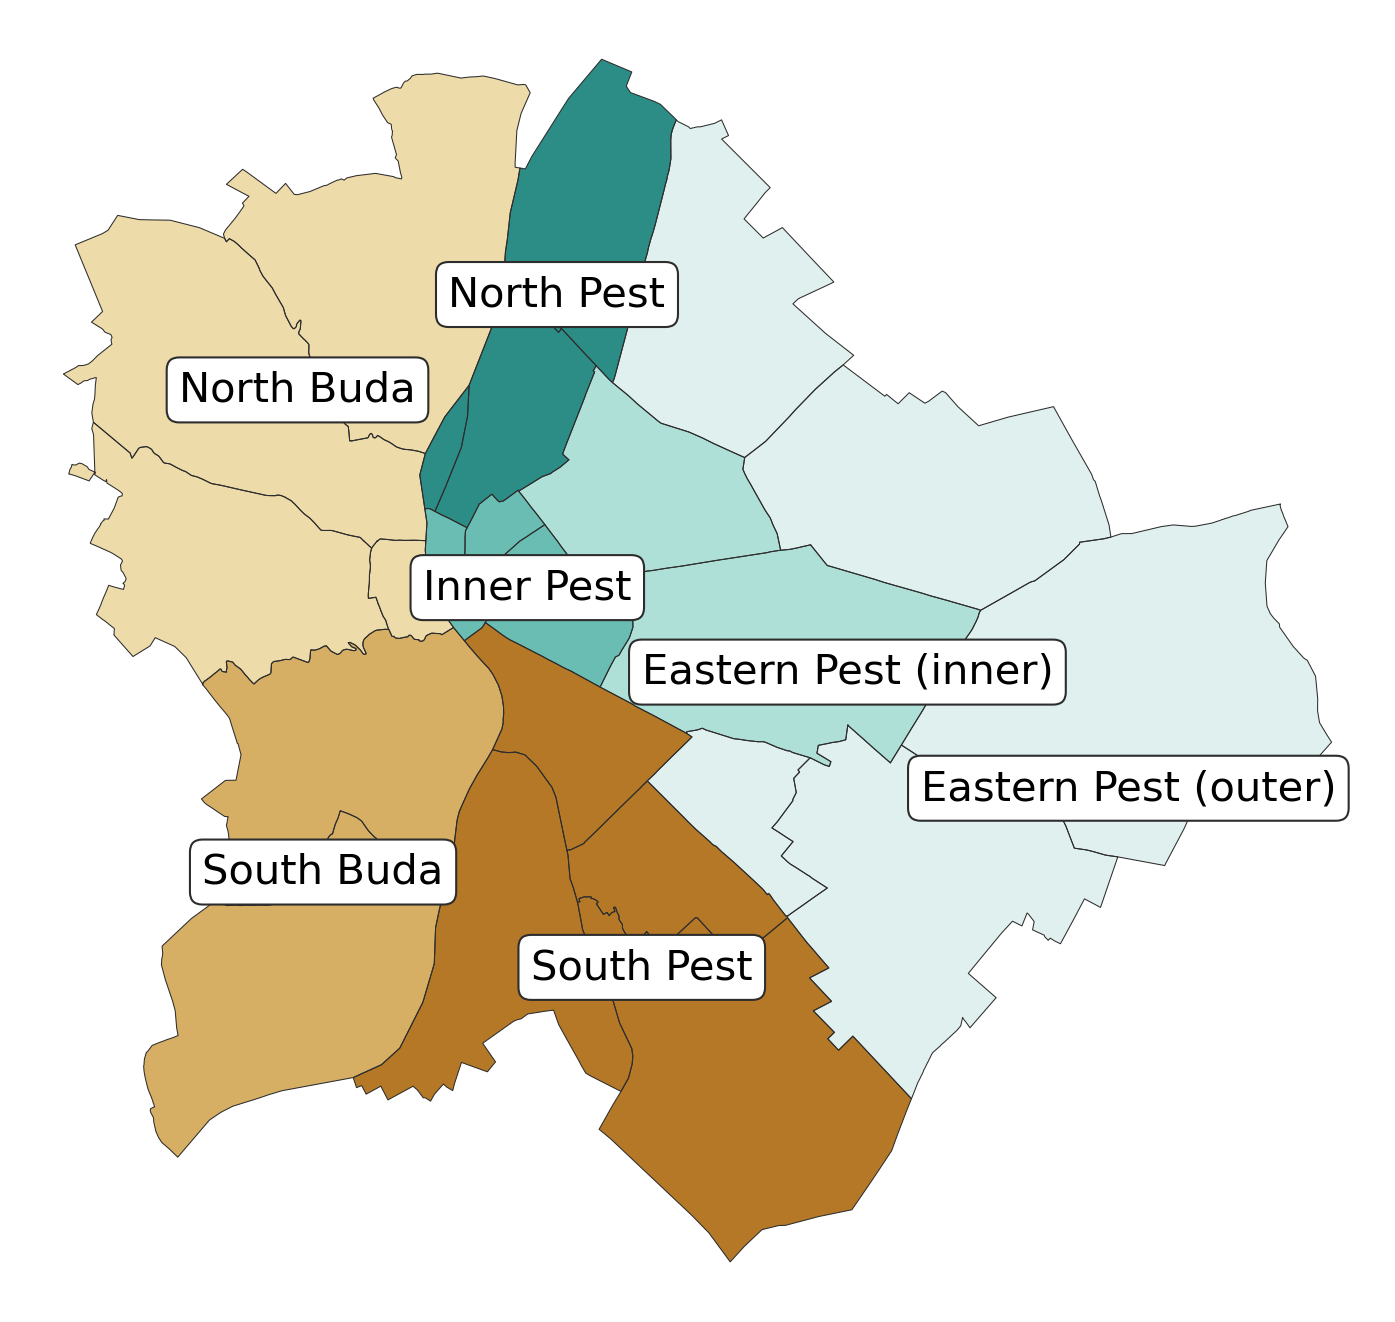 North Pest
North Buda
Inner Pest
Eastern Pest (inner)
Eastern Pest (outer)
South Buda
South Pest